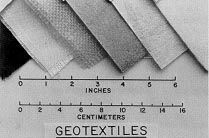 0 1 2 3 4 5 6
INCHES
0 2 4 6 8 10 12 14 16
CENTIMETERS
GEOTEXTILES